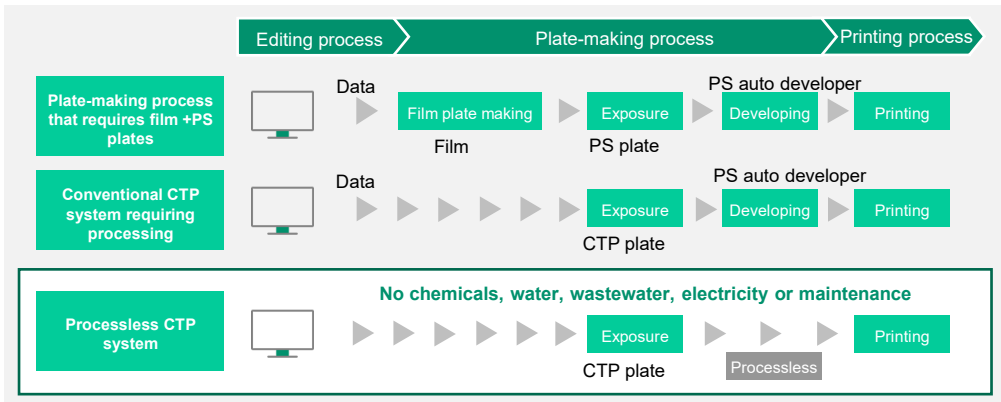 Editing process
Plate-making process
Printing process
Plate-making process
that requires film +PS
plates
Data
Film plate making
Film
Exposure
PS plate
PS auto developer
Developing
Printing
Conventional CTP
system requiring
processing
Data
Exposure
CTP plate
PS auto developer
Developing
Printing
No chemicals, water, wastewater, electricity or maintenance
Processless CTP
system
Exposure
CTP plate
Processless
Printing